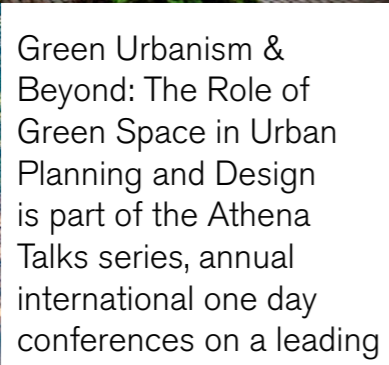 Green Urbanism &
Beyond: The Role of
Green Space in Urban
Planning and Design
is part of the Athena
Talks series, annual
international one day
conferences on a leading